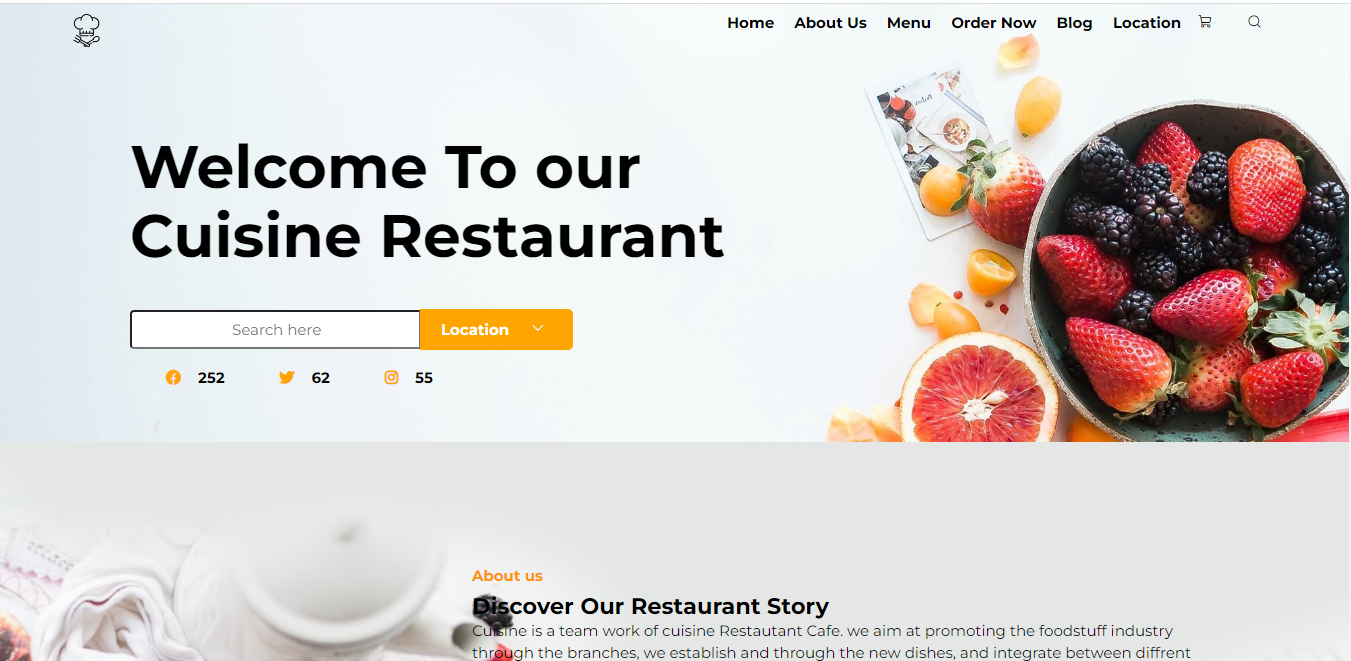 Home About Us Menu Order Now Blog Location
Welcome To our
Cuisine Restaurant
Search here Location
252 62 55
About us
Discover Our Restaurant Story
Cuisine is a team work of cuisine Restautant Cafe. we aim at promoting the foodstuff industry
through the branches, we establish and through the new dishes, and integrate between diffrent